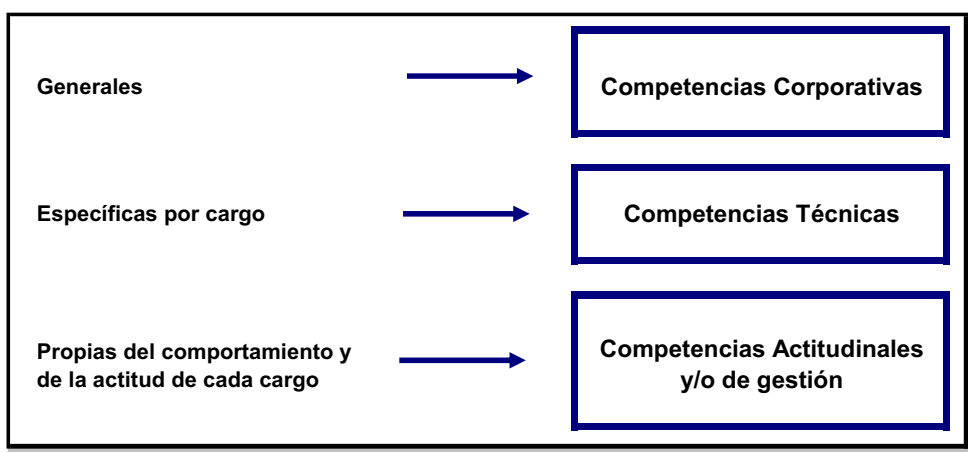 Generales
Competencias Corporativas
Específicas por cargo
Competencias Técnicas
Propias del comportamiento y
de la actitud de cada cargo
Competencias Actitudinales
y/o de gestión